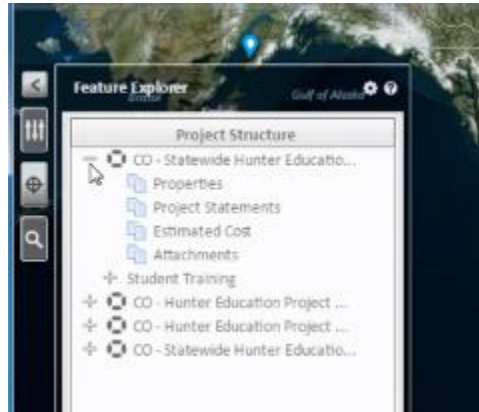 Feature Explorer
Gulf of Alaska
Project Structure
CO - Statewide Hunter Educatio...
Properties
Project Statements
Estimated Cost
Attachments
Student Training
CO - Hunter Education Project ...
CO - Hunter Education Project ...
CO - Statewide Hunter Educatio...